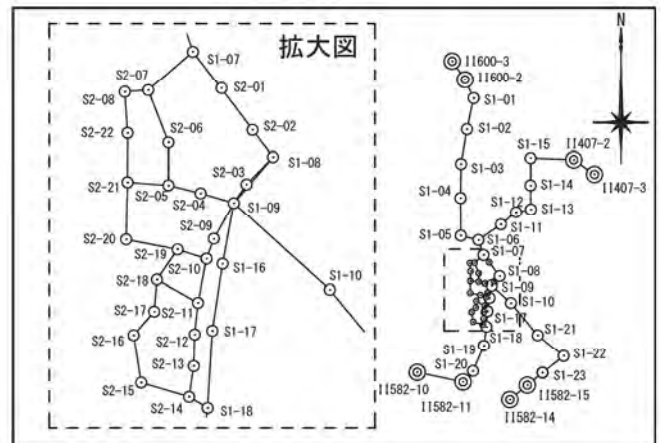 拡大図
S1-07
S2-07
S2-01
S2-08
S2-06
S2-02
S2-22
S1-08
S2-03
S2-21
S2-05
S2-04
S1-09
S2-09
S2-20
S2-19
S2-10
S1-16
S2-18
S1-10
S2-17
S2-11
S2-16
S2-12
S1-17
S2-13
S2-15
S2-14
S1-18
N
II600-3
II600-2
S1-01
S1-02
S1-15
II407-2
S1-03
S1-14
II407-3
S1-04
S1-12
S1-13
S1-11
S1-05
S1-06
S1-07
S1-08
S1-09
S1-10
S1-17
S1-18
S1-21
S1-19
S1-22
S1-20
S1-23
II582-10
II582-15
II582-11
II582-14